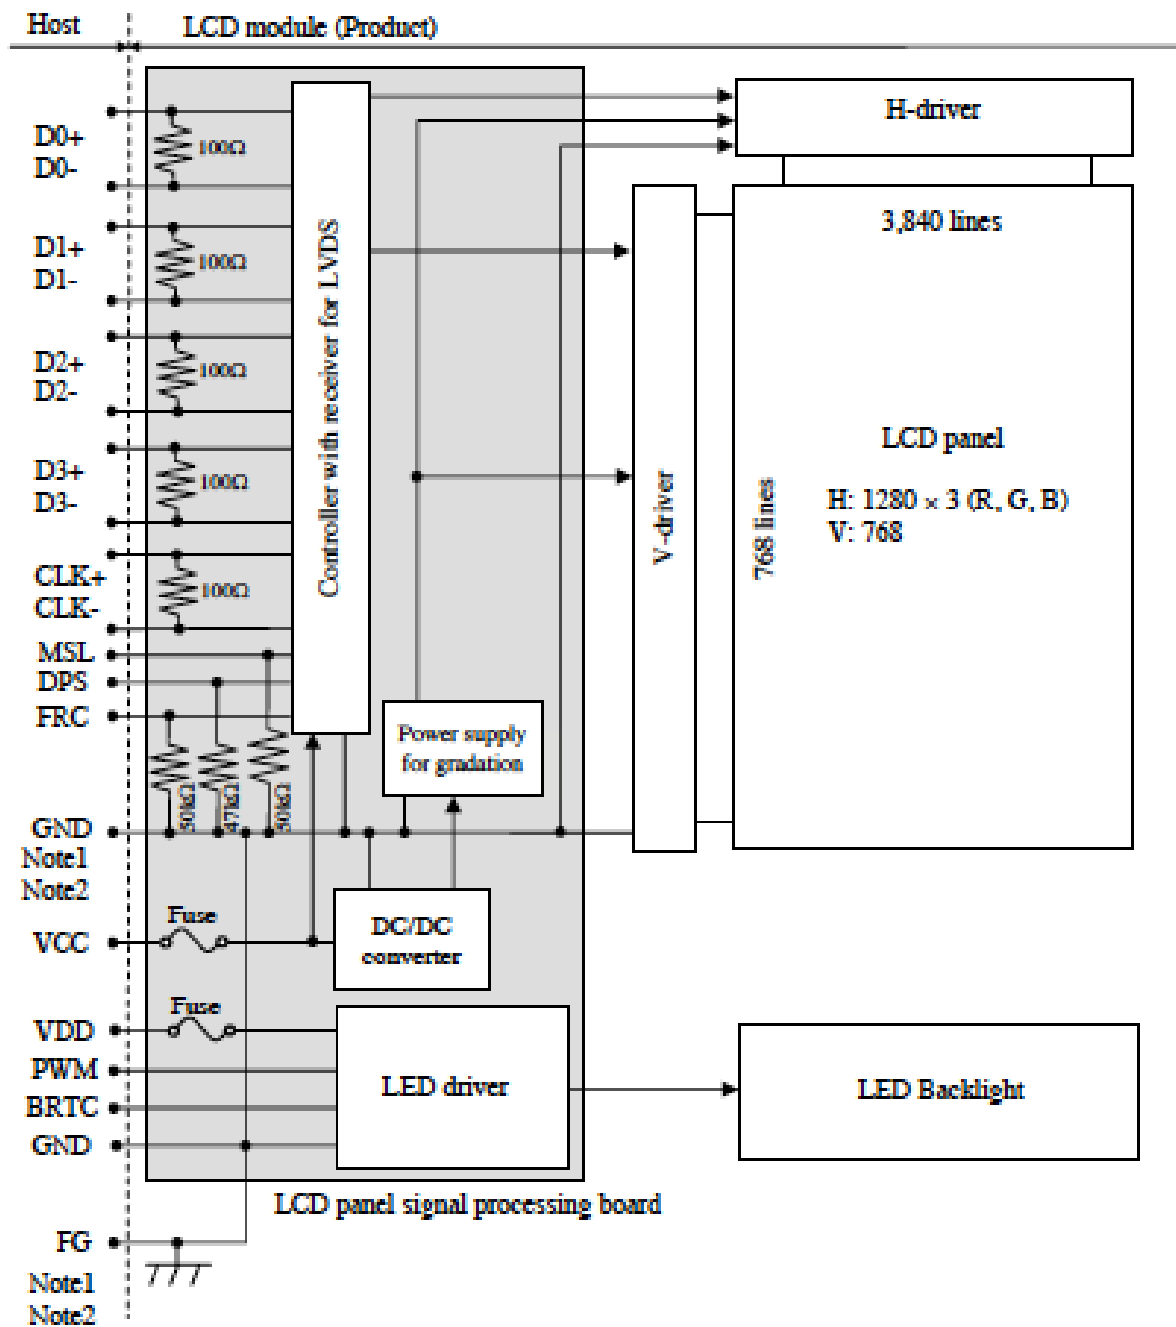 Host
LCD module (Product)
D0+
D0-
100Ω
D1+
D1-
100Ω
D2+
D2-
100Ω
D3+
D3-
100Ω
CLK+
CLK-
100Ω
MSL
DPS
FRC
50kΩ
47kΩ
50kΩ
GND
Note1
Note2
Controller with receiver for LVDS
H-driver
3,840 lines
V-driver
768 lines
LCD panel
H: 1280 × 3 (R, G, B)
V: 768
Power supply
for gradation
VCC
Fuse
DC/DC
converter
VDD
Fuse
PWM
BRTC
GND
LED driver
LED Backlight
LCD panel signal processing board
FG
Note1
Note2